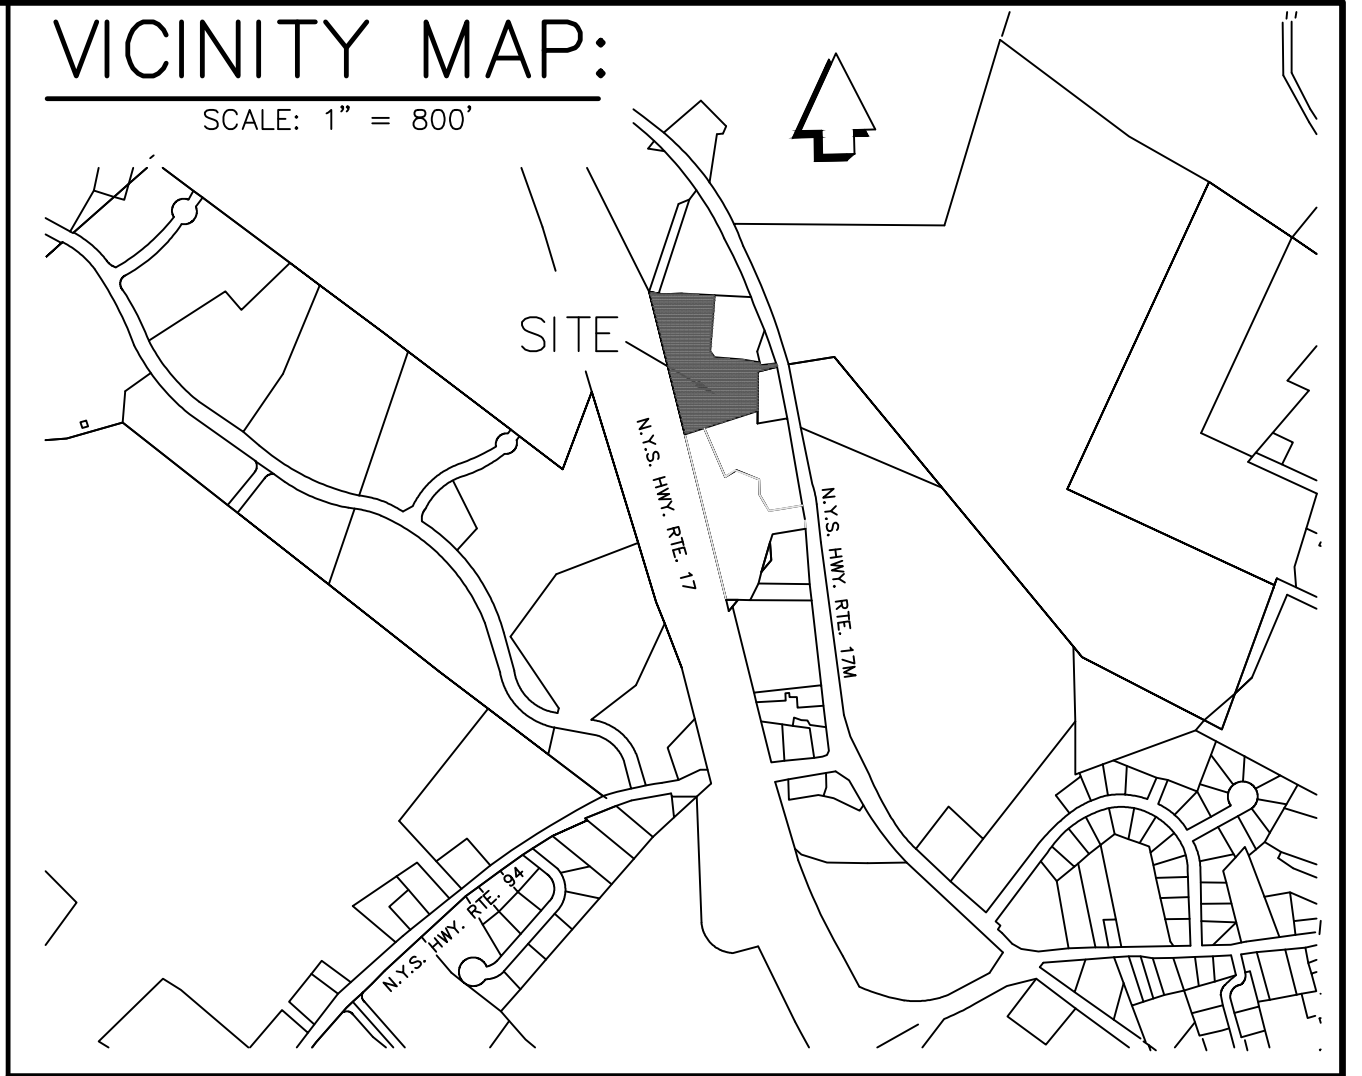 VICINITY MAP:
SCALE: 1” = 800’
SITE
N.Y.S. HWY. RTE. 17
N.Y.S. HWY. RTE. 17M
N.Y.S. HWY. RTE. 94